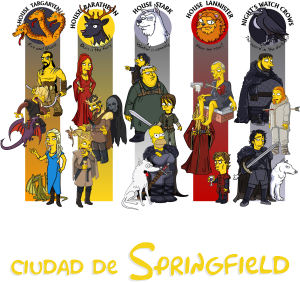 HOUSE TARGARYEN
HOUSE BARATHEON
HOUSE STARK
HOUSE LANNISTER
NIGHT'S WATCH CROWS
CIUDAD DE SPRINGFIELD